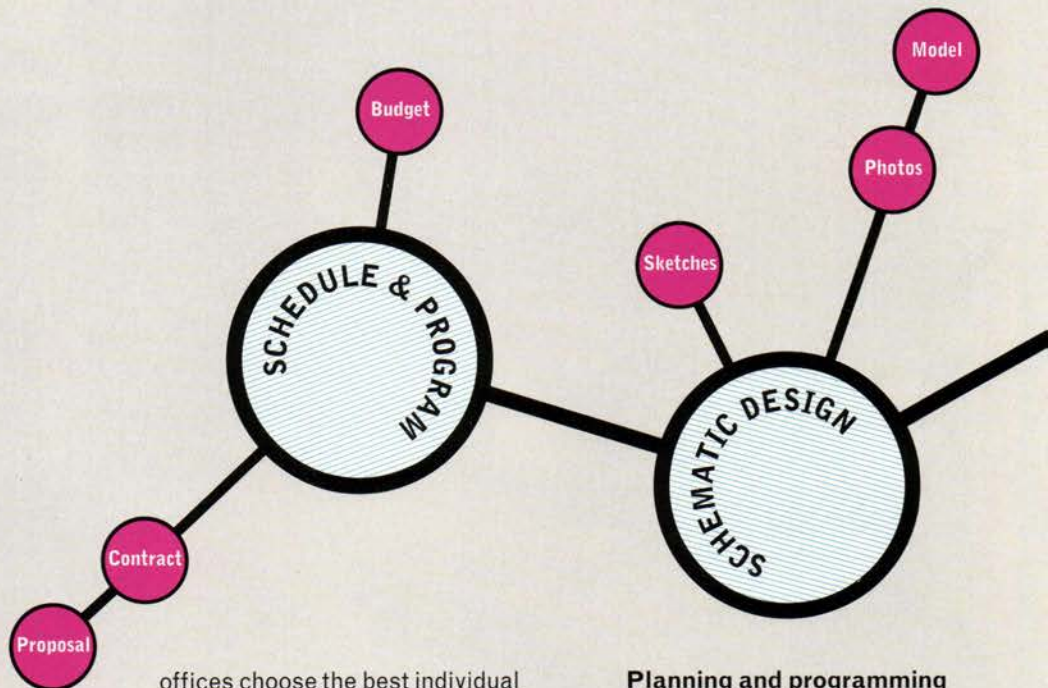 Model
Budget
Photos
Sketches
SCHEDULE & PROGRAM
SCHEMATIC DESIGN
Contract
Proposal
offices choose the best individual
Planning and programming